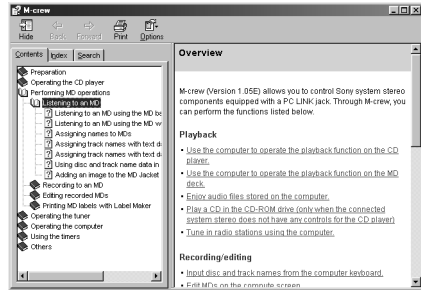 M-crew
Hide Back Forward Print Options
Contents Index Search
Preparation
Operating the CD player
Performing MD operations
Listening to an MD
Listening to an MD using the MD ba
Listening to an MD using the MD w
Assigning names to MDs
Assigning track names with text d
Assigning track names with text d
Using disc and track name data in
Adding an image to the MD Jacket
Recording to an MD
Editing recorded MDs
Printing MD labels with Label Maker
Operating the tuner
Operating the computer
Using the timers
Others
Overview
M-crew (Version 1.05E) allows you to control Sony system stereo
components equipped with a PC LINK jack. Through M-crew, you
can perform the functions listed below.
Playback
• Use the computer to operate the playback function on the CD
player.
• Use the computer to operate the playback function on the MD
deck.
• Enjoy audio files stored on the computer.
• Play a CD in the CD-ROM drive (only when the connected
system stereo does not have any controls for the CD player)
• Tune in radio stations using the computer.
Recording/editing
• Input disc and track names from the computer keyboard.
• Edit MDs on the compute screen.